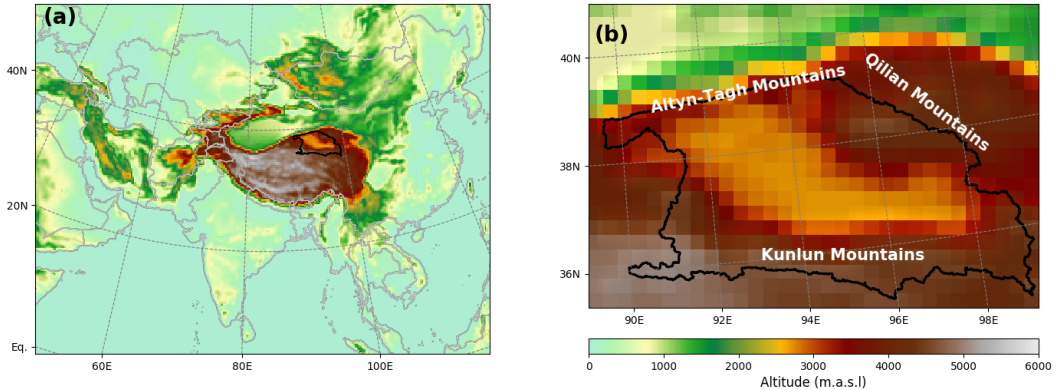 (a)
40N
20N
Eq.
60E
80E
100E
(b)
40N
38N
36N
Altyn-Tagh Mountains
Qilian Mountains
Kunlun Mountains
90E
92E
94E
96E
98E
0
1000
2000
3000
4000
5000
6000
Altitude (m.a.s.l)